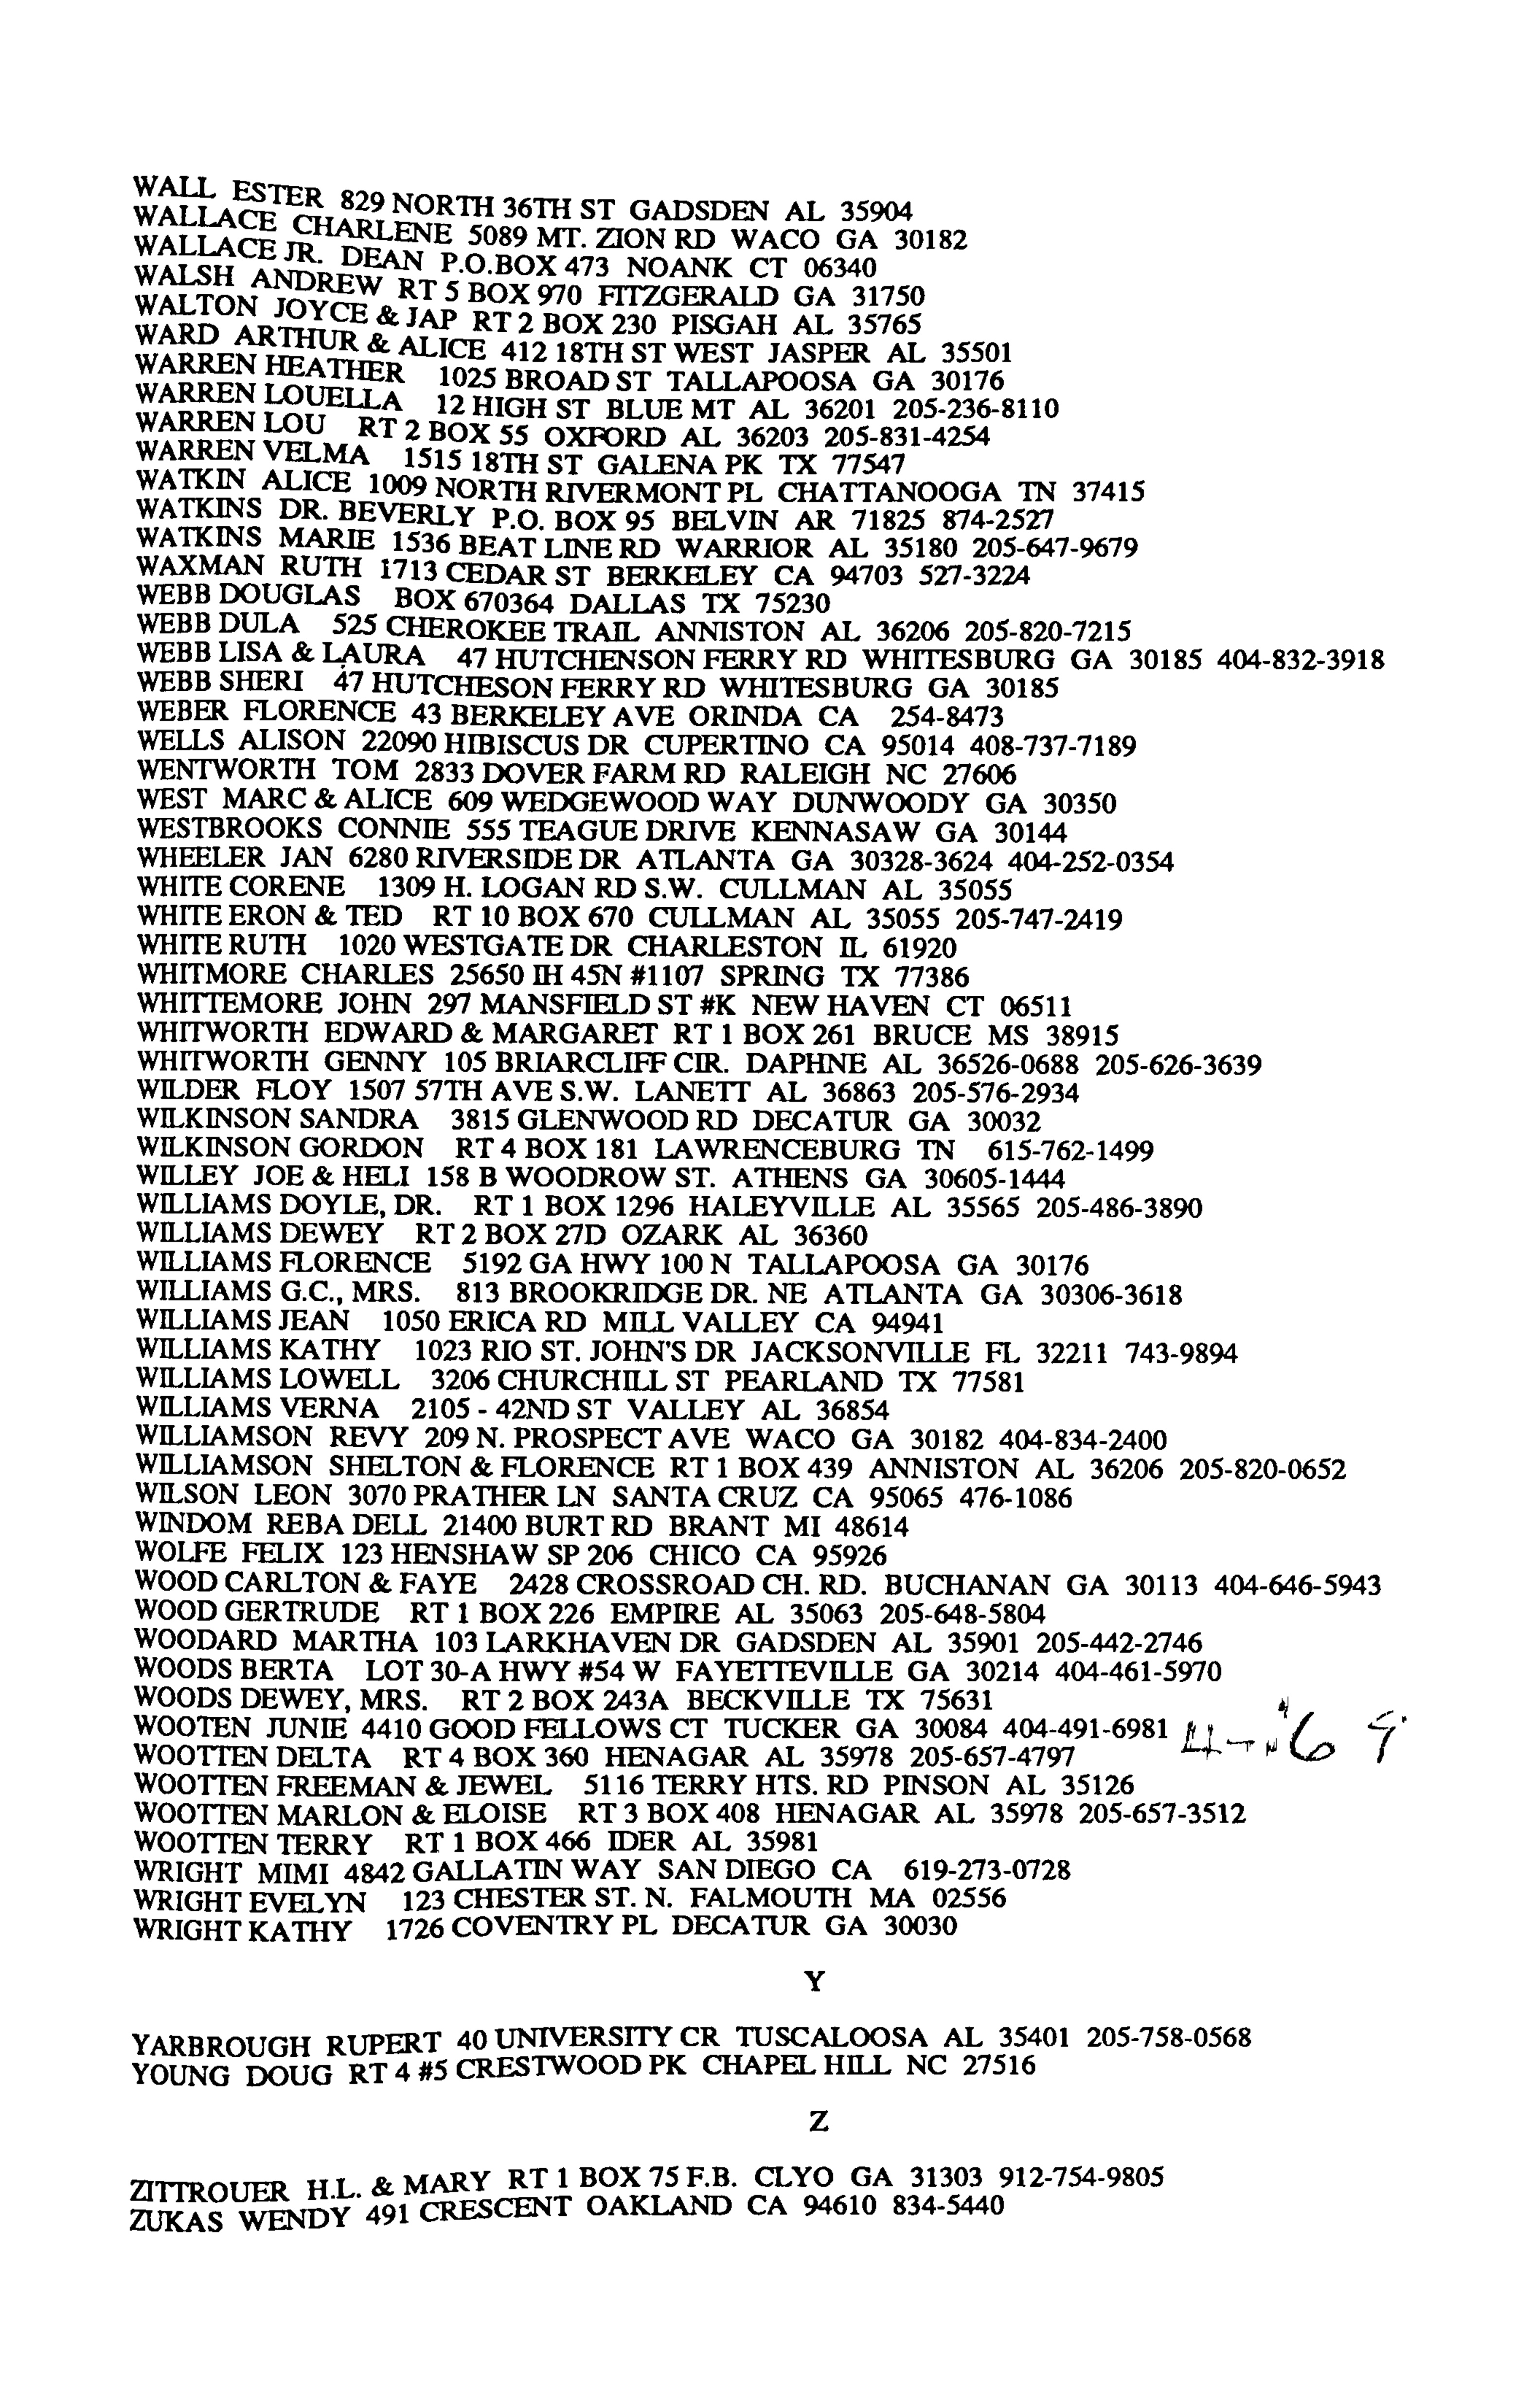 WALL ESTER 829 NORTH 36TH ST GADSDEN AL 35904
WALLACE CHARLENE 5089 MT. ZION RD WACO GA 30182
WALLACE JR. DEAN P.O.BOX 473 NOANK CT 06340
WALSH ANDREW RT 5 BOX 970 FITZGERALD GA 31750
WALTON JOYCE & JAP RT 2 BOX 230 PISGAH AL 35765
WARD ARTHUR & ALICE 412 18TH ST WEST JASPER AL 35501
WARREN HEATHER 1025 BROAD ST TALLAPOOSA GA 30176
WARREN LOUELLA 12 HIGH ST BLUE MT AL 36201 205-236-8110
WARREN LOU RT 2 BOX 55 OXFORD AL 36203 205-831-4254
WARREN VELMA 1515 18TH ST GALENA PK TX 77547
WATKIN ALICE 1009 NORTH RIVERMONT PL CHATTANOOGA TN 37415
WATKINS DR. BEVERLY P.O. BOX 95 BELVIN AR 71825 874-2527
WATKINS MARIE 1536 BEAT LINE RD WARRIOR AL 35180 205-647-9679
WAXMAN RUTH 1713 CEDAR ST BERKELEY CA 94703 527-3224
WEBB DOUGLAS BOX 670364 DALLAS TX 75230
WEBB DULA 525 CHEROKEE TRAIL ANNISTON AL 36206 205-820-7215
WEBB LISA & LAURA 47 HUTCHENSON FERRY RD WHITESBURG GA 30185 404-832-3918
WEBB SHERI 47 HUTCHESON FERRY RD WHITESBURG GA 30185
WEBER FLORENCE 43 BERKELEY AVE ORINDA CA 254-8473
WELLS ALISON 22090 HIBISCUS DR CUPERTINO CA 95014 408-737-7189
WENTWORTH TOM 2833 DOVER FARM RD RALEIGH NC 27606
WEST MARC & ALICE 609 WEDGEWOOD WAY DUNWOODY GA 30350
WESTBROOKS CONNIE 555 TEAGUE DRIVE KENNASAW GA 30144
WHEELER JAN 6280 RIVERSIDE DR ATLANTA GA 30328-3624 404-252-0354
WHITE CORENE 1309 H. LOGAN RD S.W. CULLMAN AL 35055
WHITE ERON & TED RT 10 BOX 670 CULLMAN AL 35055 205-747-2419
WHITE RUTH 1020 WESTGATE DR CHARLESTON IL 61920
WHITMORE CHARLES 25650 IH 45N #1107 SPRING TX 77386
WHITTEMORE JOHN 297 MANSFIELD ST #K NEW HAVEN CT 06511
WHITWORTH EDWARD & MARGARET RT 1 BOX 261 BRUCE MS 38915
WHITWORTH GENNY 105 BRIARCLIFF CIR. DAPHNE AL 36526-0688 205-626-3639
WILDER FLOY 1507 57TH AVE S.W. LANETT AL 36863 205-576-2934
WILKINSON SANDRA 3815 GLENWOOD RD DECATUR GA 30032
WILKINSON GORDON RT 4 BOX 181 LAWRENCEBURG TN 615-762-1499
WILLEY JOE & HELI 158 B WOODROW ST. ATHENS GA 30605-1444
WILLIAMS DOYLE, DR. RT 1 BOX 1296 HALEYVILLE AL 35565 205-486-3890
WILLIAMS DEWEY RT 2 BOX 27D OZARK AL 36360
WILLIAMS FLORENCE 5192 GA HWY 100 N TALLAPOOSA GA 30176
WILLIAMS G.C., MRS. 813 BROOKRIDGE DR. NE ATLANTA GA 30306-3618
WILLIAMS JEAN 1050 ERICA RD MILL VALLEY CA 94941
WILLIAMS KATHY 1023 RIO ST. JOHN'S DR JACKSONVILLE FL 32211 743-9894
WILLIAMS LOWELL 3206 CHURCHILL ST PEARLAND TX 77581
WILLIAMS VERNA 2105 - 42ND ST VALLEY AL 36854
WILLIAMSON REVY 209 N. PROSPECT AVE WACO GA 30182 404-834-2400
WILLIAMSON SHELTON & FLORENCE RT 1 BOX 439 ANNISTON AL 36206 205-820-0652
WILSON LEON 3070 PRATHER LN SANTA CRUZ CA 95065 476-1086
WINDOM REBA DELL 21400 BURT RD BRANT MI 48614
WOLFE FELIX 123 HENSHAW SP 206 CHICO CA 95926
WOOD CARLTON & FAYE 2428 CROSSROAD CH. RD. BUCHANAN GA 30113 404-646-5943
WOOD GERTRUDE RT 1 BOX 226 EMPIRE AL 35063 205-648-5804
WOODARD MARTHA 103 LARKHAVEN DR GADSDEN AL 35901 205-442-2746
WOODS BERTA LOT 30-A HWY #54 W FAYETTEVILLE GA 30214 404-461-5970
WOODS DEWEY, MRS. RT 2 BOX 243A BECKVILLE TX 75631
WOOTEN JUNIE 4410 GOOD FELLOWS CT TUCKER GA 30084 404-491-6981
WOOTTEN DELTA RT 4 BOX 360 HENAGAR AL 35978 205-657-4797
WOOTTEN FREEMAN & JEWEL 5116 TERRY HTS. RD PINSON AL 35126
WOOTTEN MARLON & ELOISE RT 3 BOX 408 HENAGAR AL 35978 205-657-3512
WOOTTEN TERRY RT 1 BOX 466 IDER AL 35981
WRIGHT MIMI 4842 GALLATIN WAY SAN DIEGO CA 619-273-0728
WRIGHT EVELYN 123 CHESTER ST. N. FALMOUTH MA 02556
WRIGHT KATHY 1726 COVENTRY PL DECATUR GA 30030
Y
YARBROUGH RUPERT 40 UNIVERSITY CR TUSCALOOSA AL 35401 205-758-0568
YOUNG DOUG RT 4 #5 CRESTWOOD PK CHAPEL HILL NC 27516
Z
ZITTROUER H.L. & MARY RT 1 BOX 75 F.B. CLYO GA 31303 912-754-9805
ZUKAS WENDY 491 CRESCENT OAKLAND CA 94610 834-5440